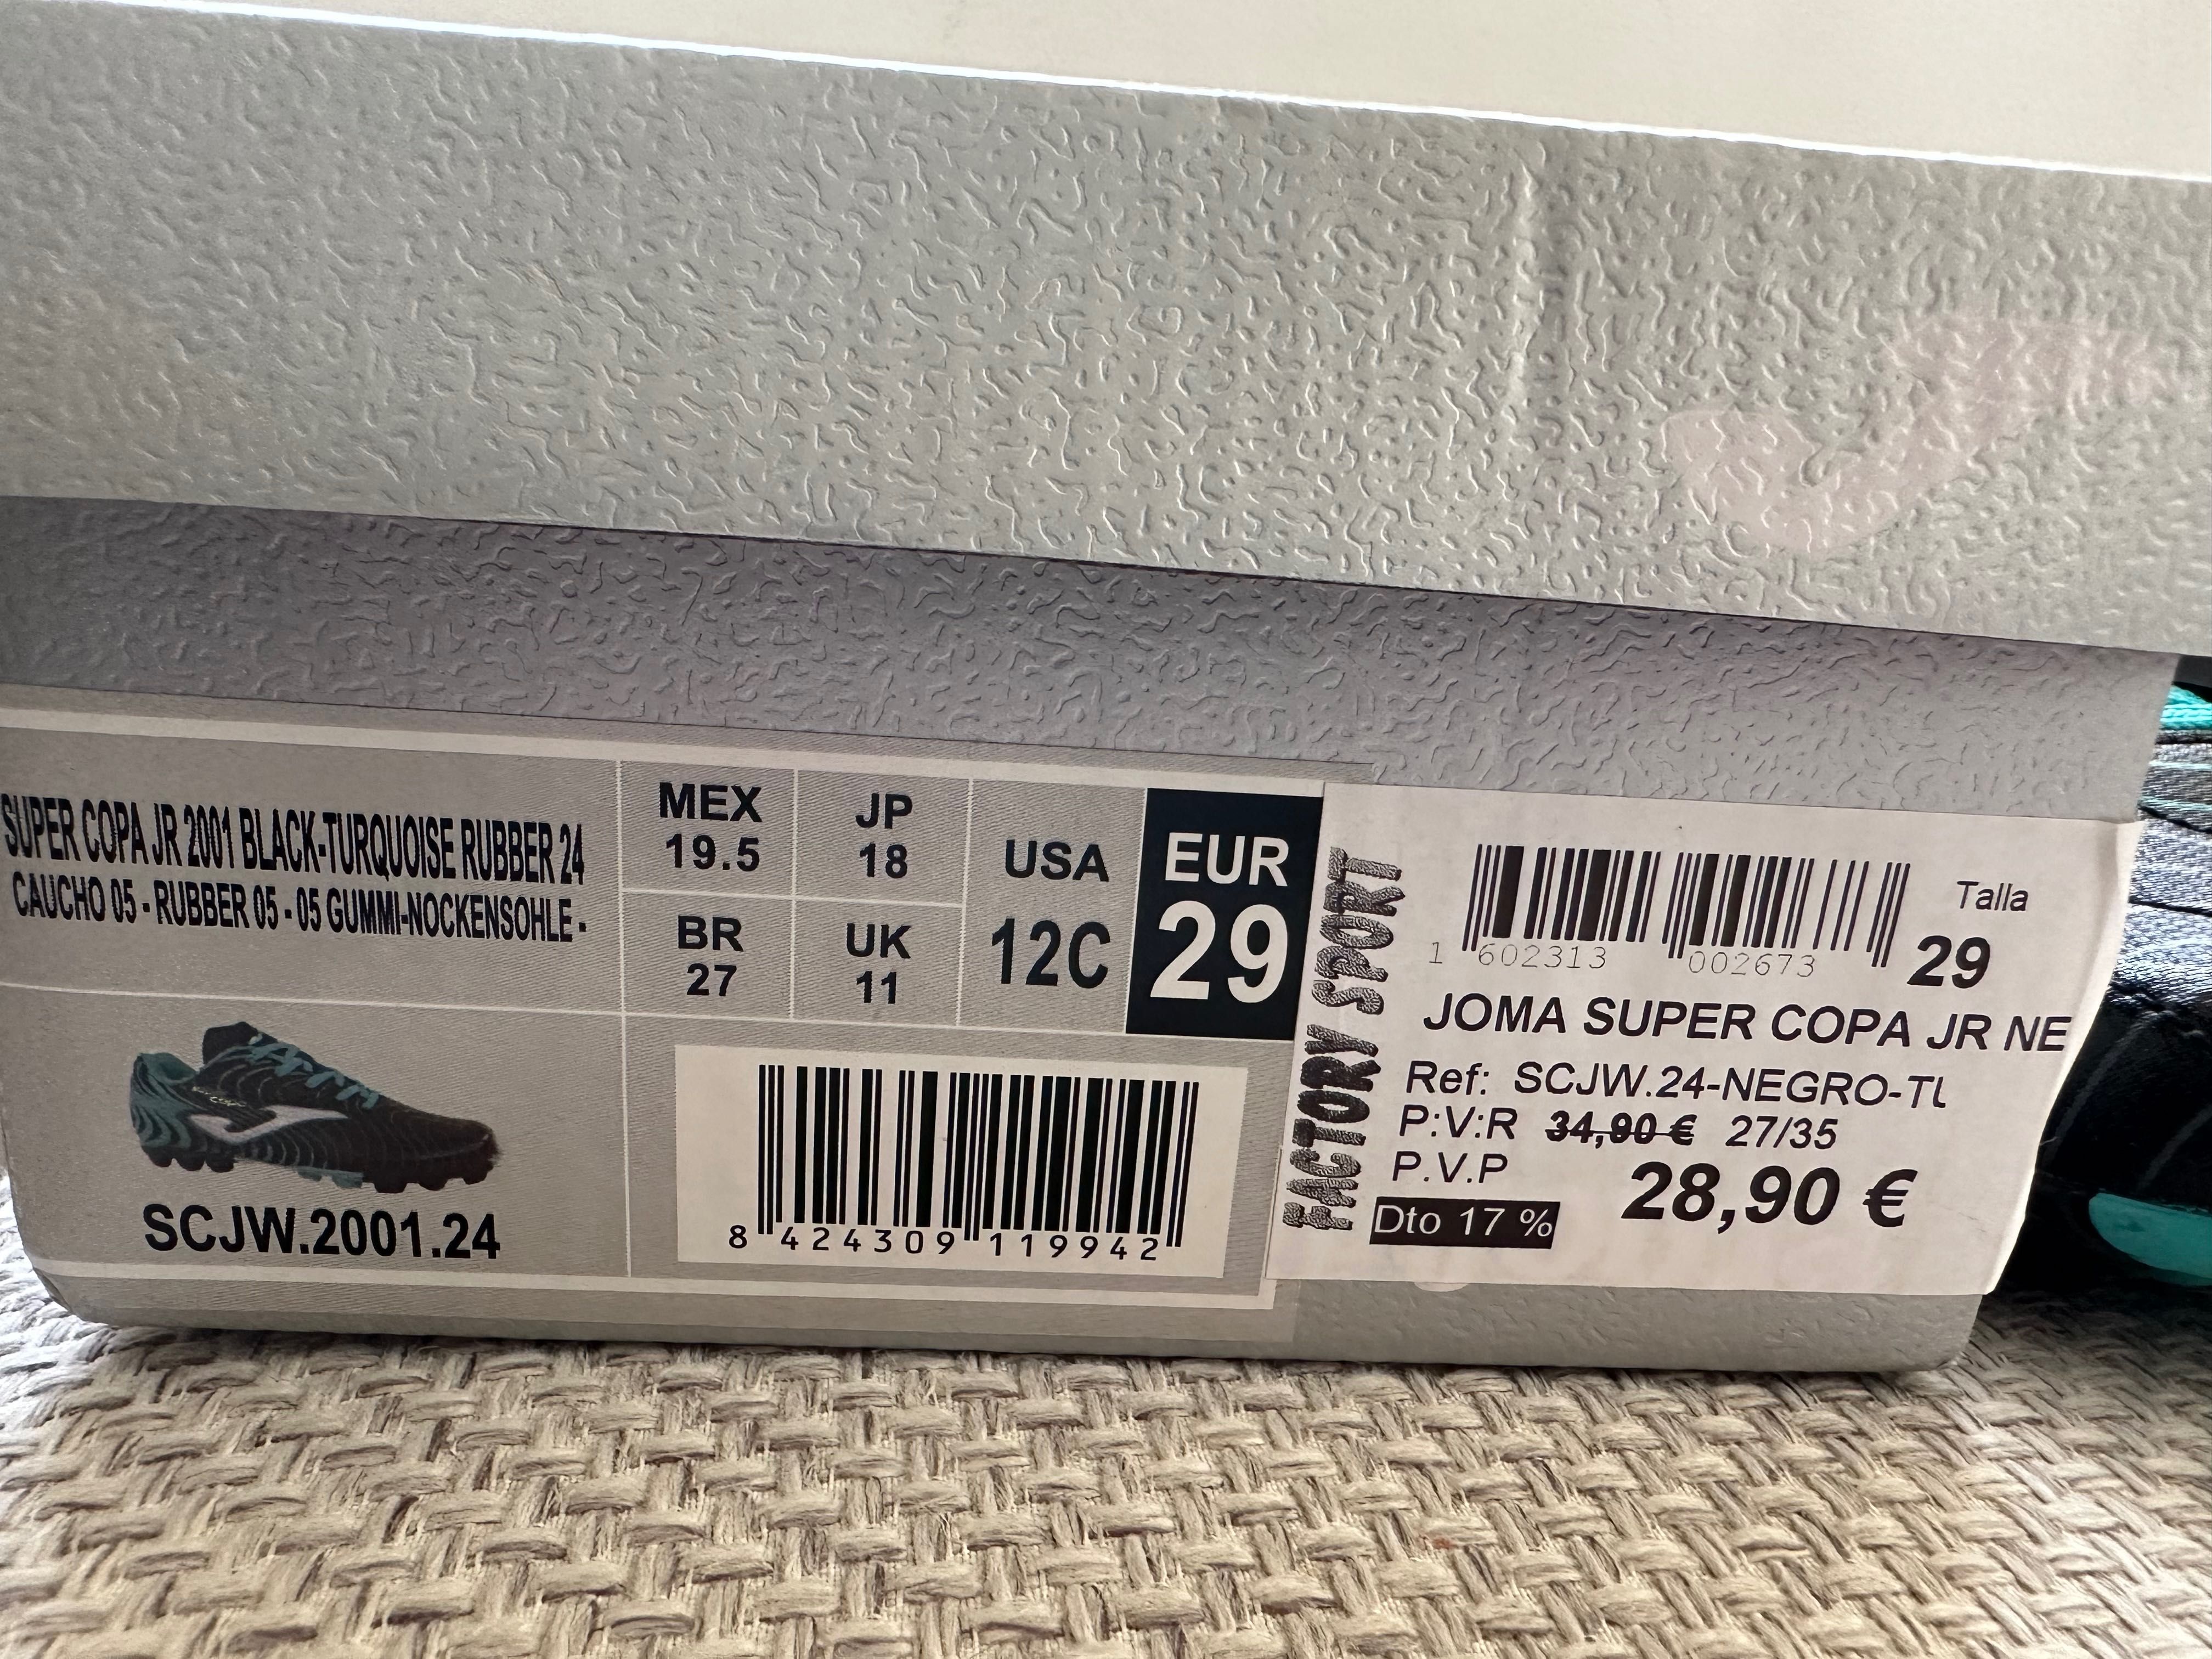 SUPER COPA JR 2001 BLACK-TURQUOISE RUBBER 24
CAUCHO 05 - RUBBER 05 - 05 GUMMI-NOCKENSOHLE -
MEX
19.5
JP
18
BR
27
UK
11
USA
12C
EUR
29
SCJW.2001.24
8 424309 119942
FACTORY SPORT
1 602313 002673
Talla
29
JOMA SUPER COPA JR NE
Ref: SCJW.24-NEGRO-TU
P:V:R 34,90 € 27/35
P.V.P
28,90 €
Dto 17 %